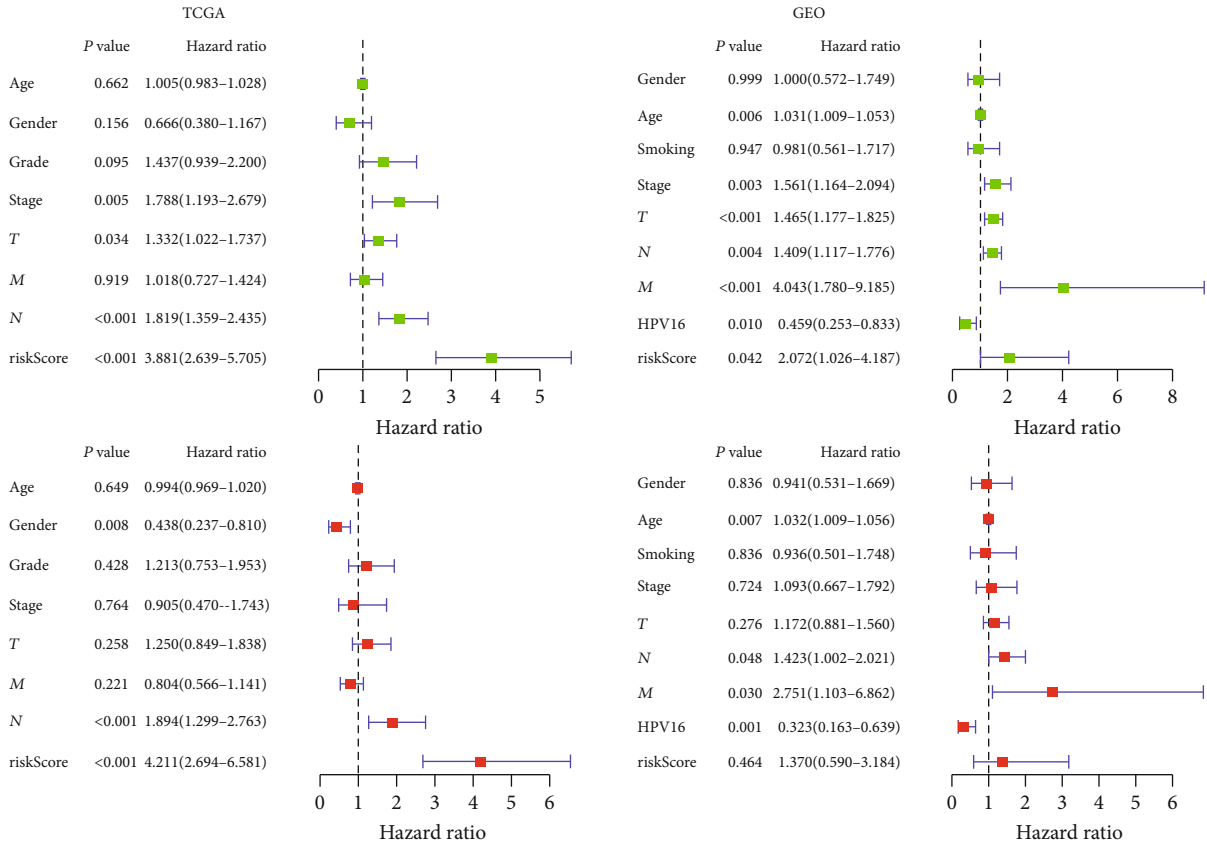 TCGA
P value Hazard ratio
Age 0.662 1.005(0.983–1.028)
Gender 0.156 0.666(0.380–1.167)
Grade 0.095 1.437(0.939–2.200)
Stage 0.005 1.788(1.193–2.679)
T 0.034 1.332(1.022–1.737)
M 0.919 1.018(0.727–1.424)
N <0.001 1.819(1.359–2.435)
riskScore <0.001 3.881(2.639–5.705)
0 1 2 3 4 5
Hazard ratio
GEO
P value Hazard ratio
Gender 0.999 1.000(0.572–1.749)
Age 0.006 1.031(1.009–1.053)
Smoking 0.947 0.981(0.561–1.717)
Stage 0.003 1.561(1.164–2.094)
T <0.001 1.465(1.177–1.825)
N 0.004 1.409(1.117–1.776)
M <0.001 4.043(1.780–9.185)
HPV16 0.010 0.459(0.253–0.833)
riskScore 0.042 2.072(1.026–4.187)
0 2 4 6 8
Hazard ratio
P value Hazard ratio
Age 0.649 0.994(0.969–1.020)
Gender 0.008 0.438(0.237–0.810)
Grade 0.428 1.213(0.753–1.953)
Stage 0.764 0.905(0.470--1.743)
T 0.258 1.250(0.849–1.838)
M 0.221 0.804(0.566–1.141)
N <0.001 1.894(1.299–2.763)
riskScore <0.001 4.211(2.694–6.581)
0 1 2 3 4 5 6
Hazard ratio
P value Hazard ratio
Gender 0.836 0.941(0.531–1.669)
Age 0.007 1.032(1.009–1.056)
Smoking 0.836 0.936(0.501–1.748)
Stage 0.724 1.093(0.667–1.792)
T 0.276 1.172(0.881–1.560)
N 0.048 1.423(1.002–2.021)
M 0.030 2.751(1.103–6.862)
HPV16 0.001 0.323(0.163–0.639)
riskScore 0.464 1.370(0.590–3.184)
0 1 2 3 4 5 6
Hazard ratio